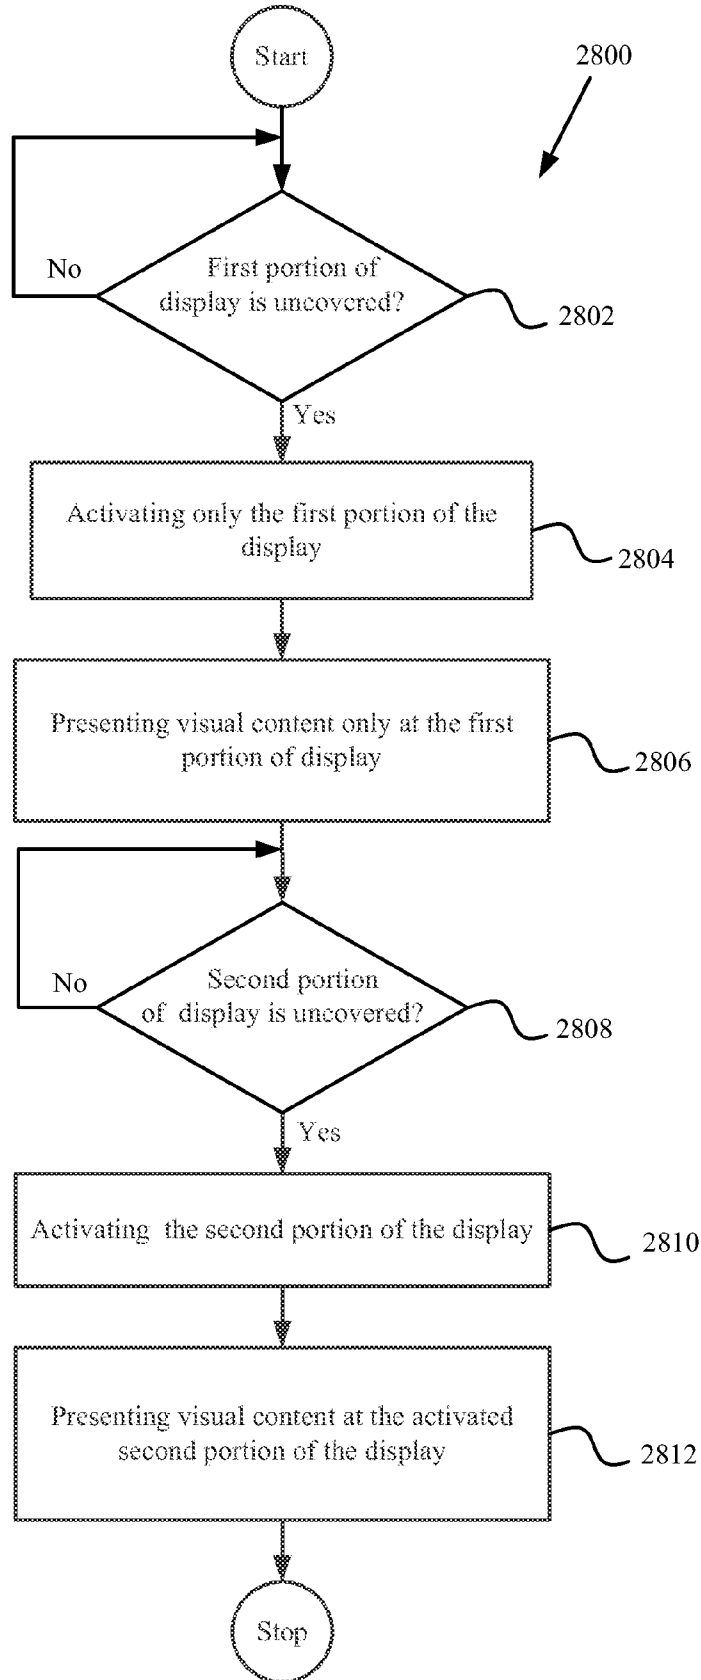 Start
2800
No
First portion of
display is uncovered?
2802
Yes
Activating only the first portion of the
display
2804
Presenting visual content only at the first
portion of display
2806
No
Second portion
of display is uncovered?
2808
Yes
Activating the second portion of the display
2810
Presenting visual content at the activated
second portion of the display
2812
Stop